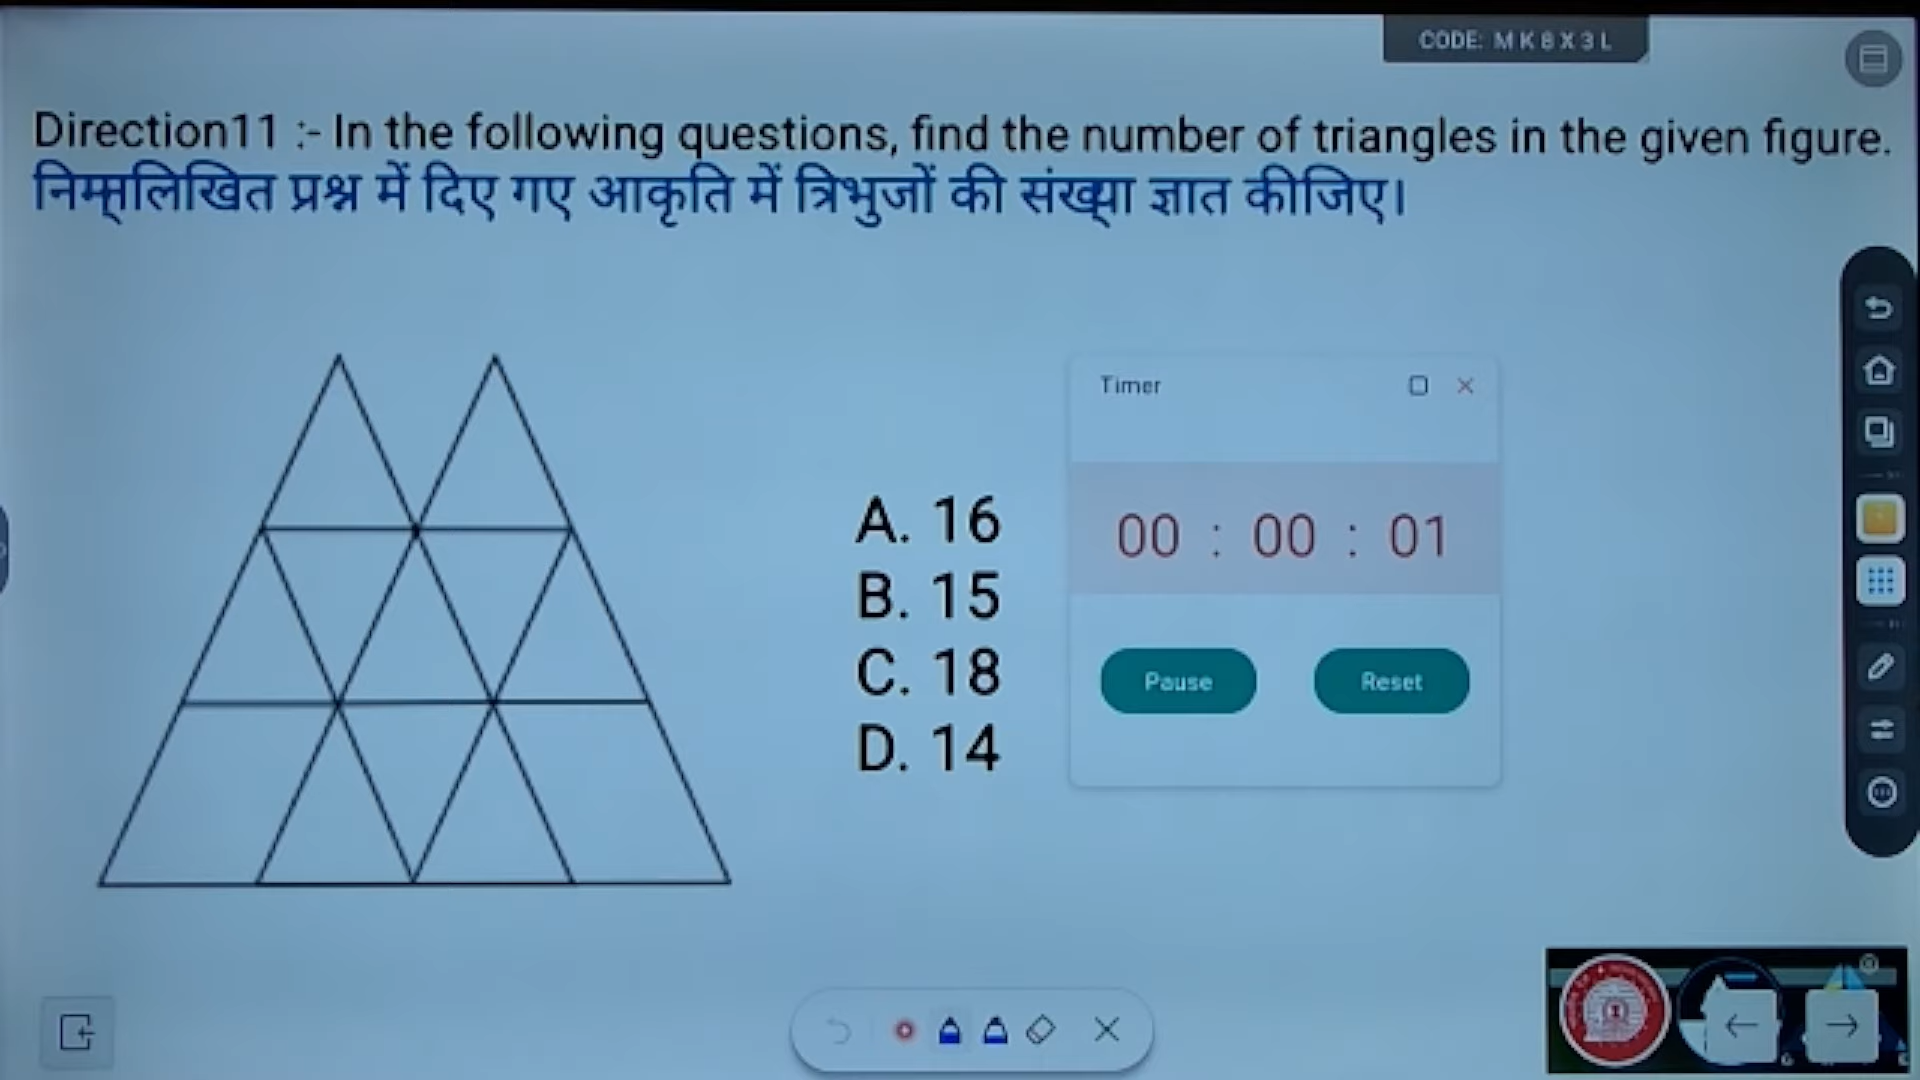 CODE: MK8X3L
Direction11 :- In the following questions, find the number of triangles in the given figure.
निम्नलिखित प्रश्न में दिए गए आकृति में त्रिभुजों की संख्या ज्ञात कीजिए।
Timer
00 : 00 : 01
Pause Reset
A. 16
B. 15
C. 18
D. 14